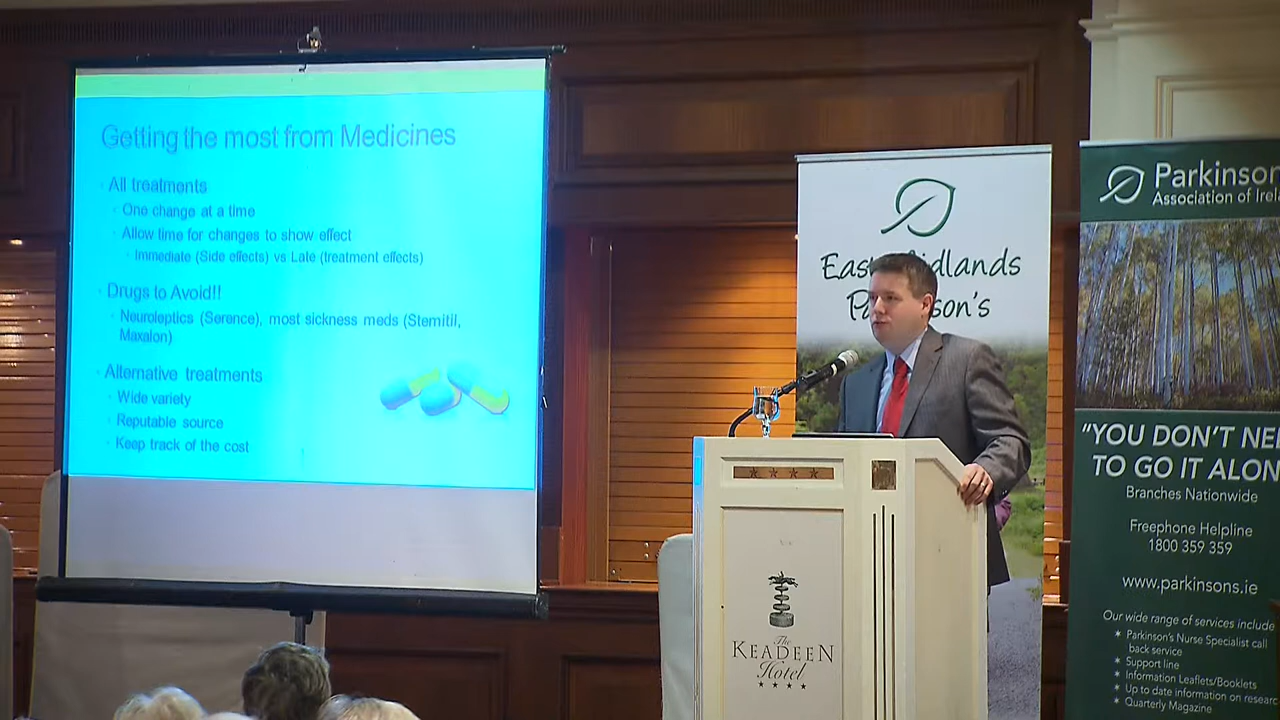 Getting the most from Medicines
All treatments
One change at a time
Allow time for changes to show effect
Immediate (Side effects) vs Late (treatment effects)
Drugs to Avoid!!
Neuroleptics (Serence), most sickness meds (Stemitil,
Maxalon)
Alternative treatments
Wide variety
Reputable source
Keep track of the cost
East Midlands
Parkinson's
The
KEADEEN
Hotel
Parkinson
Association of Irela
"YOU DON'T NEE
TO GO IT ALON
Branches Nationwide
Freephone Helpline
1800 359 359
www.parkinsons.ie
Our wide range of services include
Parkinson's Nurse Specialist call
back service
Support line
Information Leaflets/Booklets
Up to date information on researc
Quarterly Magazine